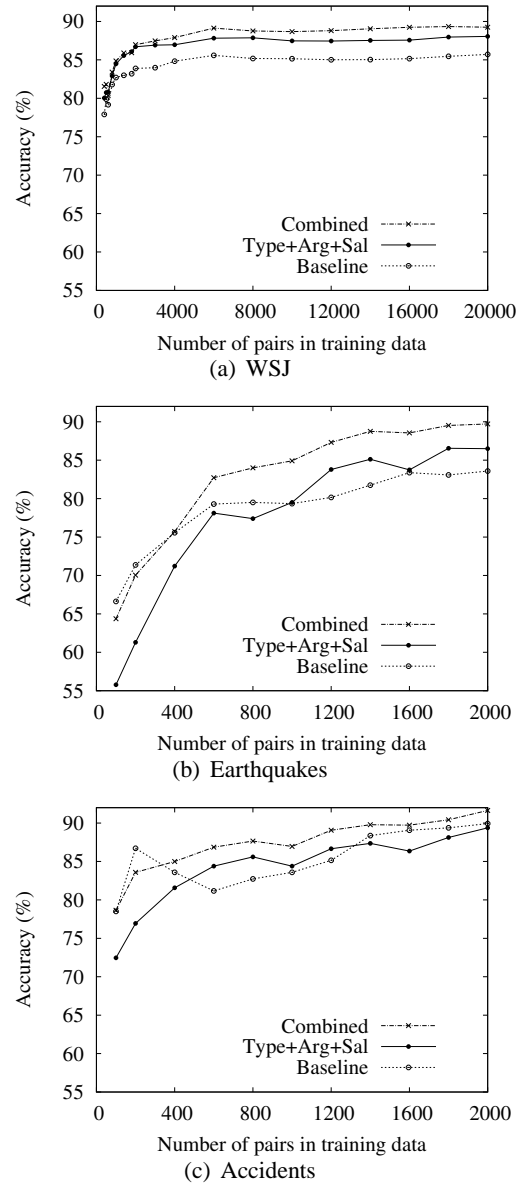 Accuracy (%)
90
85
80
75
70
65
60
55
Combined
Type+Arg+Sal
Baseline
0 4000 8000 12000 16000 20000
Number of pairs in training data
(a) WSJ
Accuracy (%)
90
85
80
75
70
65
60
55
Combined
Type+Arg+Sal
Baseline
0 400 800 1200 1600 2000
Number of pairs in training data
(b) Earthquakes
Accuracy (%)
90
85
80
75
70
65
60
55
Combined
Type+Arg+Sal
Baseline
0 400 800 1200 1600 2000
Number of pairs in training data
(c) Accidents